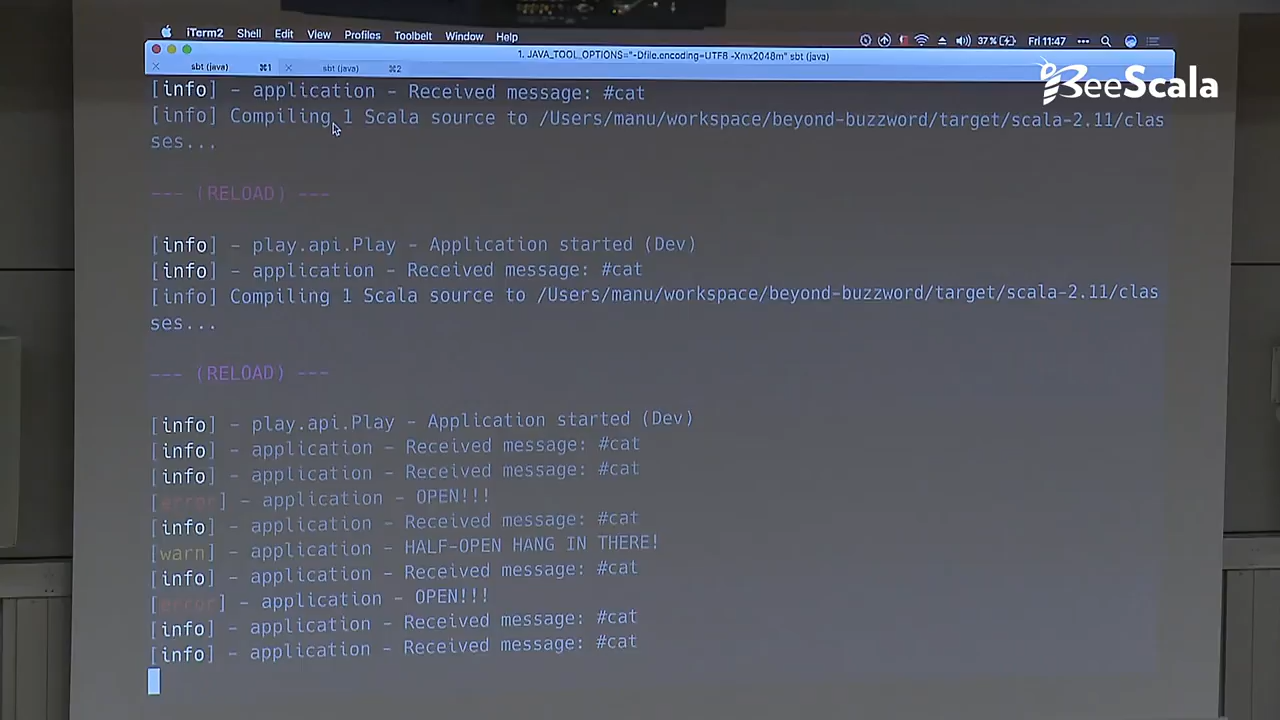 iTerm2 Shell Edit View Profiles Toolbelt Window Help 37% Fri 11:47
1. JAVA_TOOL_OPTIONS="-Dfile.encoding=UTF8 -Xmx2048m" sbt (java)
sbt (java) ⌘1 sbt (java) ⌘2
BeeScala
[info] - application - Received message: #cat
[info] Compiling 1 Scala source to /Users/manu/workspace/beyond-buzzword/target/scala-2.11/clas
ses...
--- (RELOAD) ---
[info] - play.api.Play - Application started (Dev)
[info] - application - Received message: #cat
[info] Compiling 1 Scala source to /Users/manu/workspace/beyond-buzzword/target/scala-2.11/clas
ses...
--- (RELOAD) ---
[info] - play.api.Play - Application started (Dev)
[info] - application - Received message: #cat
[info] - application - Received message: #cat
[error] - application - OPEN!!!
[info] - application - Received message: #cat
[warn] - application - HALF-OPEN HANG IN THERE!
[info] - application - Received message: #cat
[error] - application - OPEN!!!
[info] - application - Received message: #cat
[info] - application - Received message: #cat